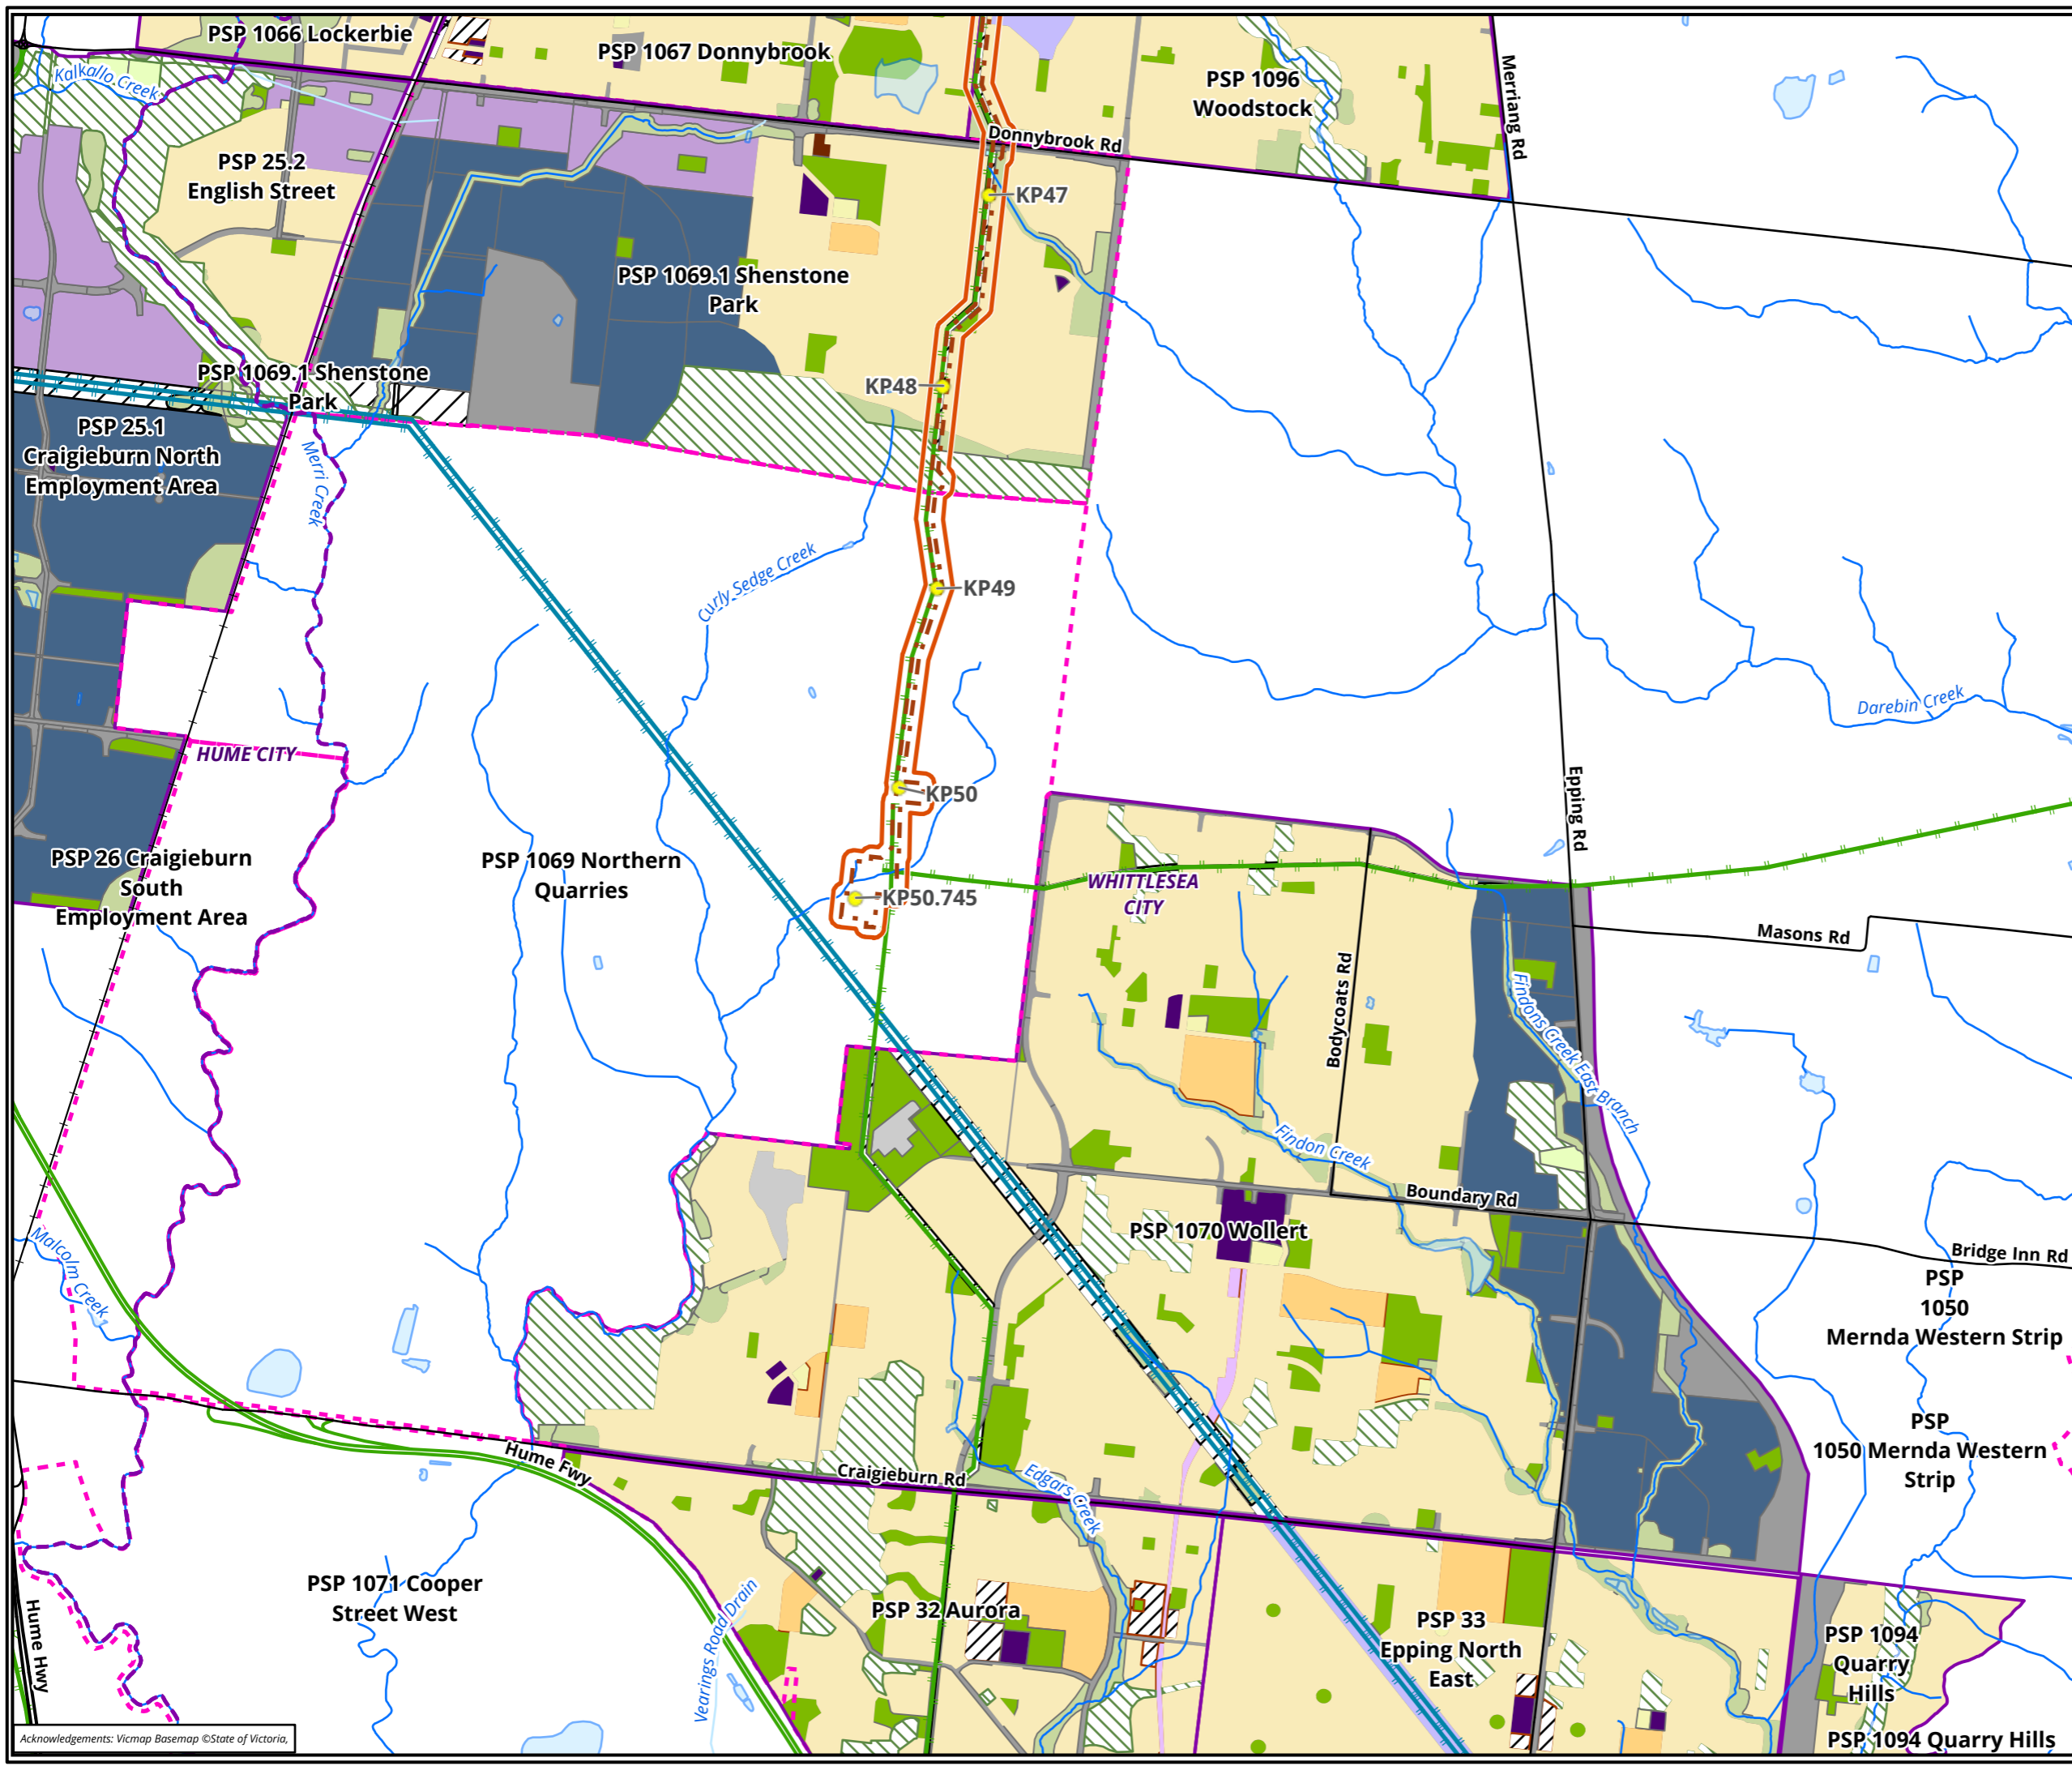 PSP 1066 Lockerbie
PSP 1067 Donnybrook
PSP 1096
Woodstock
Merriang Rd
Kalkallo Creek
Donnybrook Rd
PSP 25.2
English Street
KP47
PSP 1069.1 Shenstone
Park
PSP 1069.1 Shenstone
Park
KP48
PSP 25.1
Craigieburn North
Employment Area
Merri Creek
Curly Sedge Creek
KP49
Darebin Creek
HUME CITY
KP50
Epping Rd
PSP 26 Craigieburn
South
Employment Area
PSP 1069 Northern
Quarries
KP50.745
WHITTLESEA
CITY
Masons Rd
Bodycoats Rd
Findons Creek East Branch
Findon Creek
Boundary Rd
PSP 1070 Wollert
Bridge Inn Rd
Malcolm Creek
PSP
1050
Mernda Western Strip
PSP
1050 Mernda Western
Strip
Hume Fwy
Craigieburn Rd
Edgars Creek
PSP 1071 Cooper
Street West
Vearings Road Drain
PSP 32 Aurora
PSP 33
Epping North
East
PSP 1094
Quarry
Hills
Hume Hwy
PSP 1094 Quarry Hills
Acknowledgements: Vicmap Basemap ©State of Victoria,